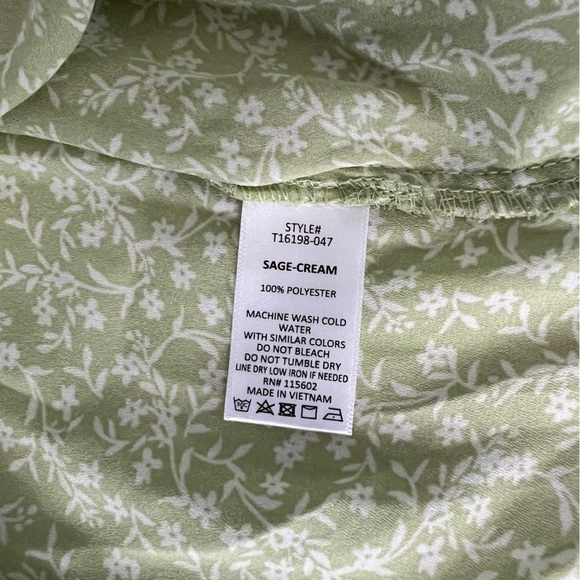 STYLE#
T16198-047
SAGE-CREAM
100% POLYESTER
MACHINE WASH COLD
WATER
WITH SIMILAR COLORS
DO NOT BLEACH
DO NOT TUMBLE DRY
LINE DRY LOW IRON IF NEEDED
RN# 115602
MADE IN VIETNAM